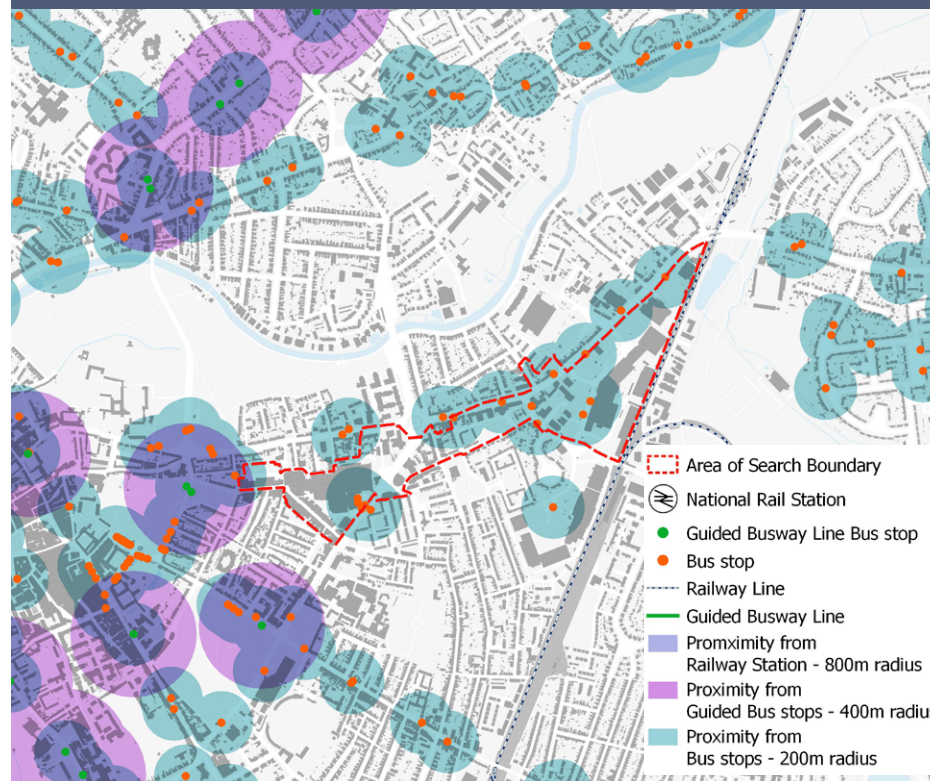 Area of Search Boundary
National Rail Station
Guided Busway Line Bus stop
Bus stop
Railway Line
Guided Busway Line
Promximity from
Railway Station - 800m radius
Proximity from
Guided Bus stops - 400m radius
Proximity from
Bus stops - 200m radius